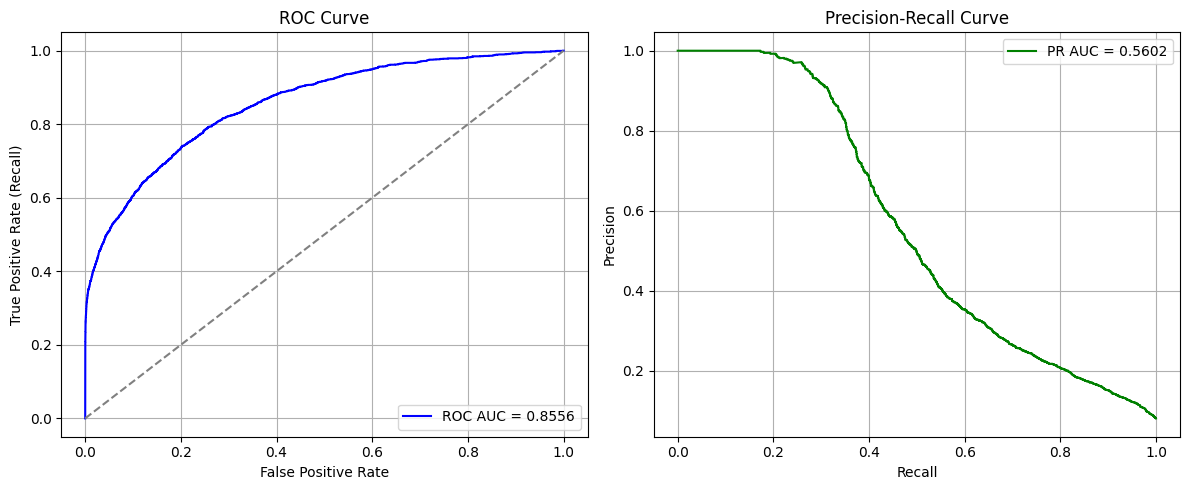 ROC Curve
1.0
0.8
0.6
0.4
0.2
0.0
True Positive Rate (Recall)
ROC AUC = 0.8556
0.0 0.2 0.4 0.6 0.8 1.0
False Positive Rate
Precision-Recall Curve
PR AUC = 0.5602
1.0
0.8
0.6
0.4
0.2
Precision
0.0 0.2 0.4 0.6 0.8 1.0
Recall